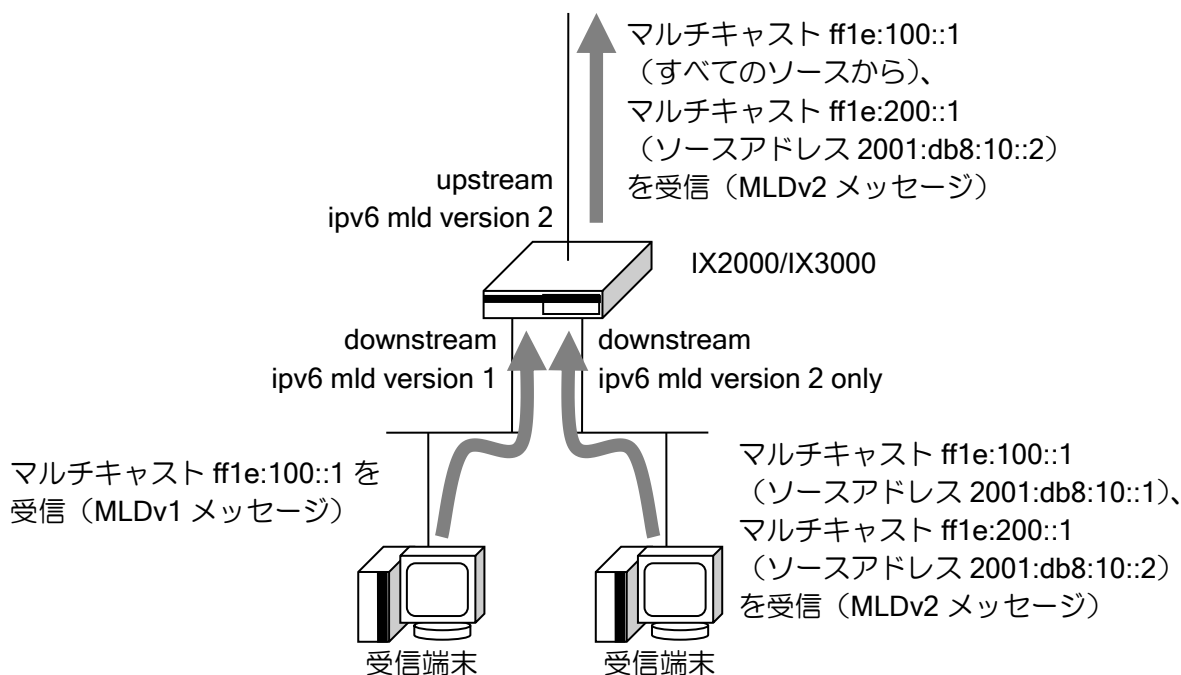 マルチキャスト ff1e:100::1
（すべてのソースから）、
マルチキャスト ff1e:200::1
（ソースアドレス 2001:db8:10::2）
を受信（MLDv2 メッセージ）
upstream
ipv6 mld version 2
IX2000/IX3000
downstream
ipv6 mld version 1
downstream
ipv6 mld version 2 only
マルチキャスト ff1e:100::1 を
受信（MLDv1 メッセージ）
マルチキャスト ff1e:100::1
（ソースアドレス 2001:db8:10::1）、
マルチキャスト ff1e:200::1
（ソースアドレス 2001:db8:10::2）
を受信（MLDv2 メッセージ）
受信端末
受信端末